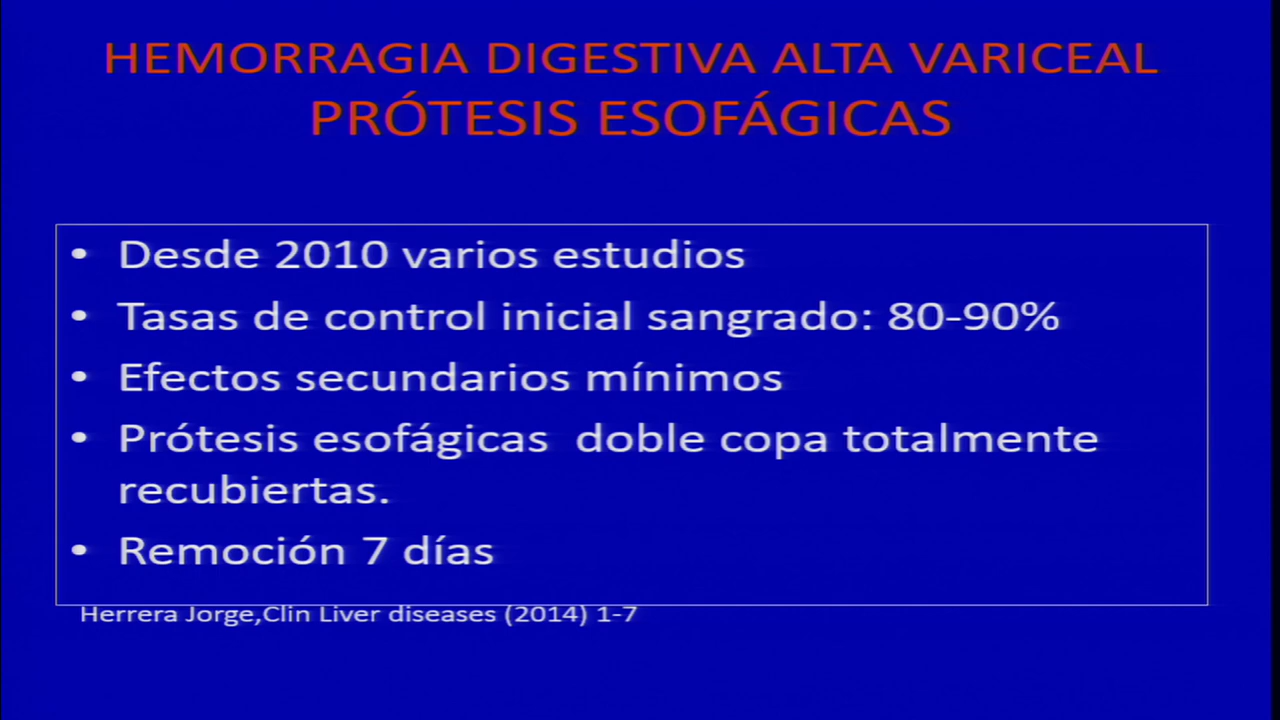 HEMORRAGIA DIGESTIVA ALTA VARICEAL
PRÓTESIS ESOFÁGICAS
• Desde 2010 varios estudios
• Tasas de control inicial sangrado: 80-90%
• Efectos secundarios mínimos
• Prótesis esofágicas doble copa totalmente
recubiertas.
• Remoción 7 días
Herrera Jorge,Clin Liver diseases (2014) 1-7